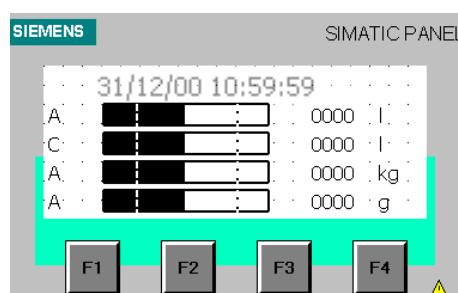 SIEMENS SIMATIC PANEL
31/12/00 10:59:59
A 0000 l
C 0000 l
A 0000 kg
A 0000 g
F1 F2 F3 F4